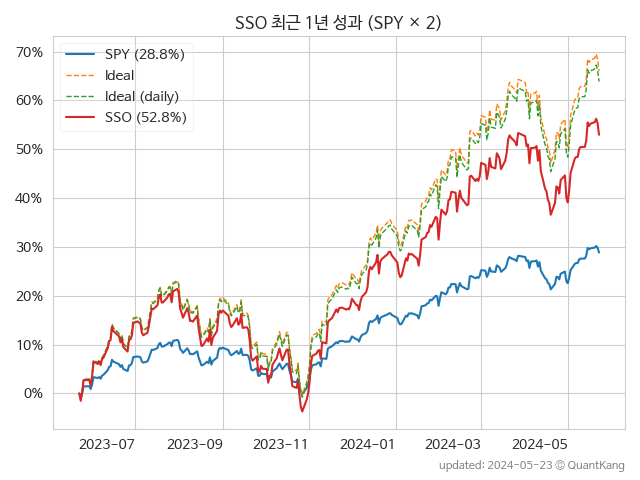 SSO 최근 1년 성과 (SPY × 2)
SPY (28.8%)
Ideal
Ideal (daily)
SSO (52.8%)
70%
60%
50%
40%
30%
20%
10%
0%
2023-07 2023-09 2023-11 2024-01 2024-03 2024-05
updated: 2024-05-23 © QuantKang